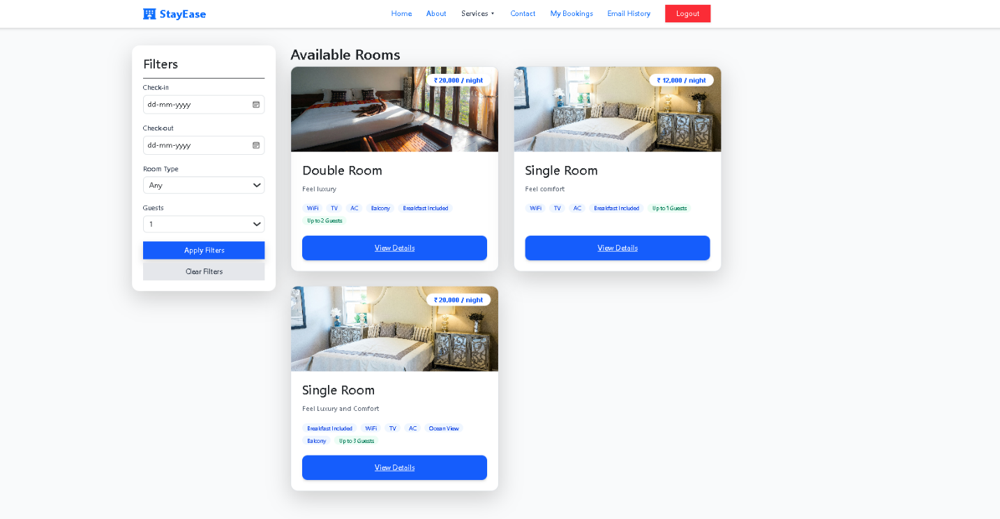 StayEase
Home About Services ▾ Contact My Bookings Email History Logout
Filters
Check-in
dd-mm-yyyy
Check-out
dd-mm-yyyy
Room Type
Any
Guests
1
Apply Filters
Clear Filters
Available Rooms
₹ 20,000 / night
Double Room
Feel luxury
WiFi TV AC Balcony Breakfast Included
Up to 2 Guests
View Details
₹ 12,000 / night
Single Room
Feel comfort
WiFi TV AC Breakfast Included Up to 1 Guests
View Details
₹ 20,000 / night
Single Room
Feel Luxury and Comfort
Breakfast Included WiFi TV AC Ocean View
Balcony Up to 3 Guests
View Details